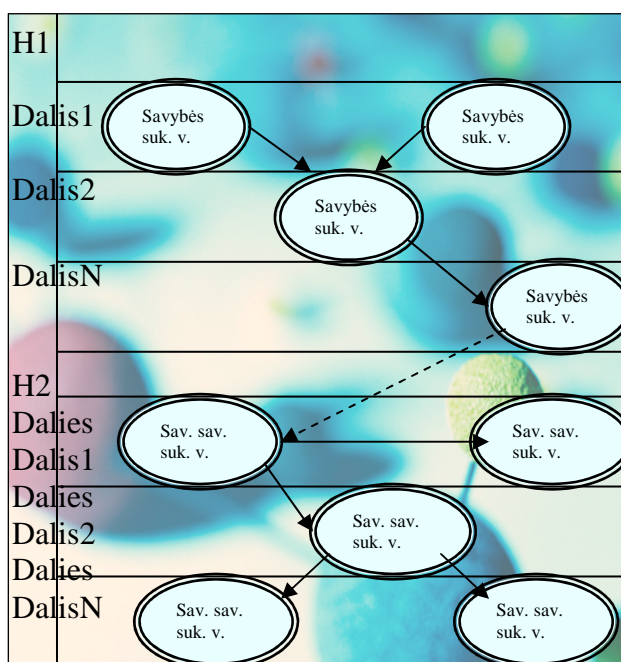 H1
Dalis1
Savybės
suk. v.
Savybės
suk. v.
Dalis2
Savybės
suk. v.
DalisN
Savybės
suk. v.
H2
Dalies
Dalis1
Sav. sav.
suk. v.
Sav. sav.
suk. v.
Dalies
Dalis2
Sav. sav.
suk. v.
Dalies
DalisN
Sav. sav.
suk. v.
Sav. sav.
suk. v.